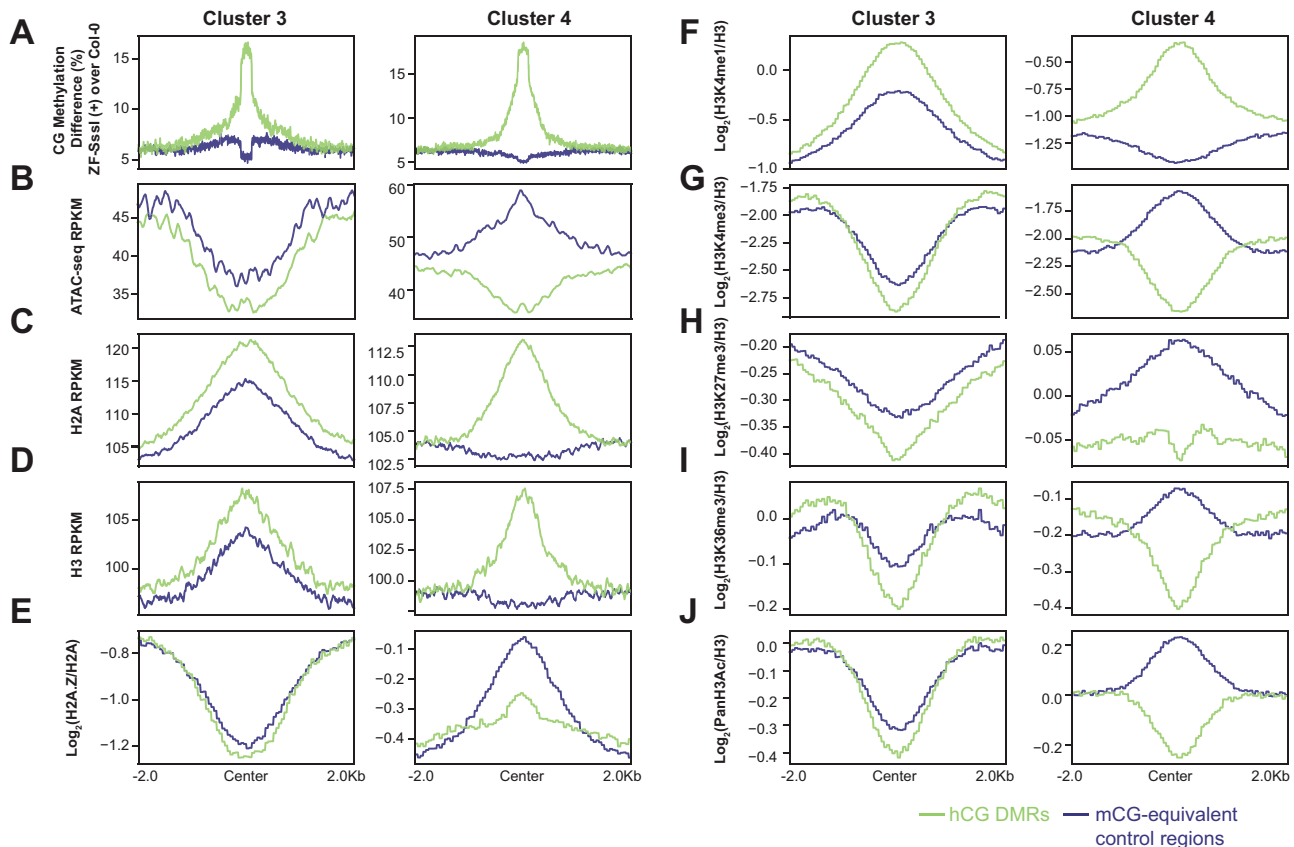 Cluster 3
Cluster 4
A
CG Methylation
Difference (%)
ZF-SssI (+) over Col-0
15
10
5
15
10
5
B
ATAC-seq RPKM
45
40
35
60
50
40
C
H2A RPKM
120
115
110
105
112.5
110.0
108.0
105.0
102.5
D
H3 RPKM
105
100
107.5
105.0
102.5
100.0
E
Log2(H2A.Z/H2A)
−0.8
−1.0
−1.2
−0.1
−0.2
−0.3
−0.4
-2.0
Center
2.0Kb
Center
2.0Kb
Cluster 3
Cluster 4
F
Log2(H3K4me1/H3)
0.0
−0.5
−1.0
−0.50
−0.75
−1.00
−1.25
G
Log2(H3K4me3/H3)
−1.75
−2.00
−2.25
−2.50
−2.75
−1.75
−2.00
−2.25
−2.50
H
Log2(H3K27me3/H3)
−0.20
−0.25
−0.30
−0.35
−0.40
0.05
0.00
−0.05
I
Log2(H3K36me3/H3)
0.0
−0.1
−0.2
−0.1
−0.2
−0.3
−0.4
J
Log2(PanH3Ac/H3)
0.0
−0.1
−0.2
−0.3
−0.4
0.2
0.0
−0.2
-2.0
Center
2.0Kb
Center
2.0Kb
hCG DMRs
mCG-equivalent
control regions